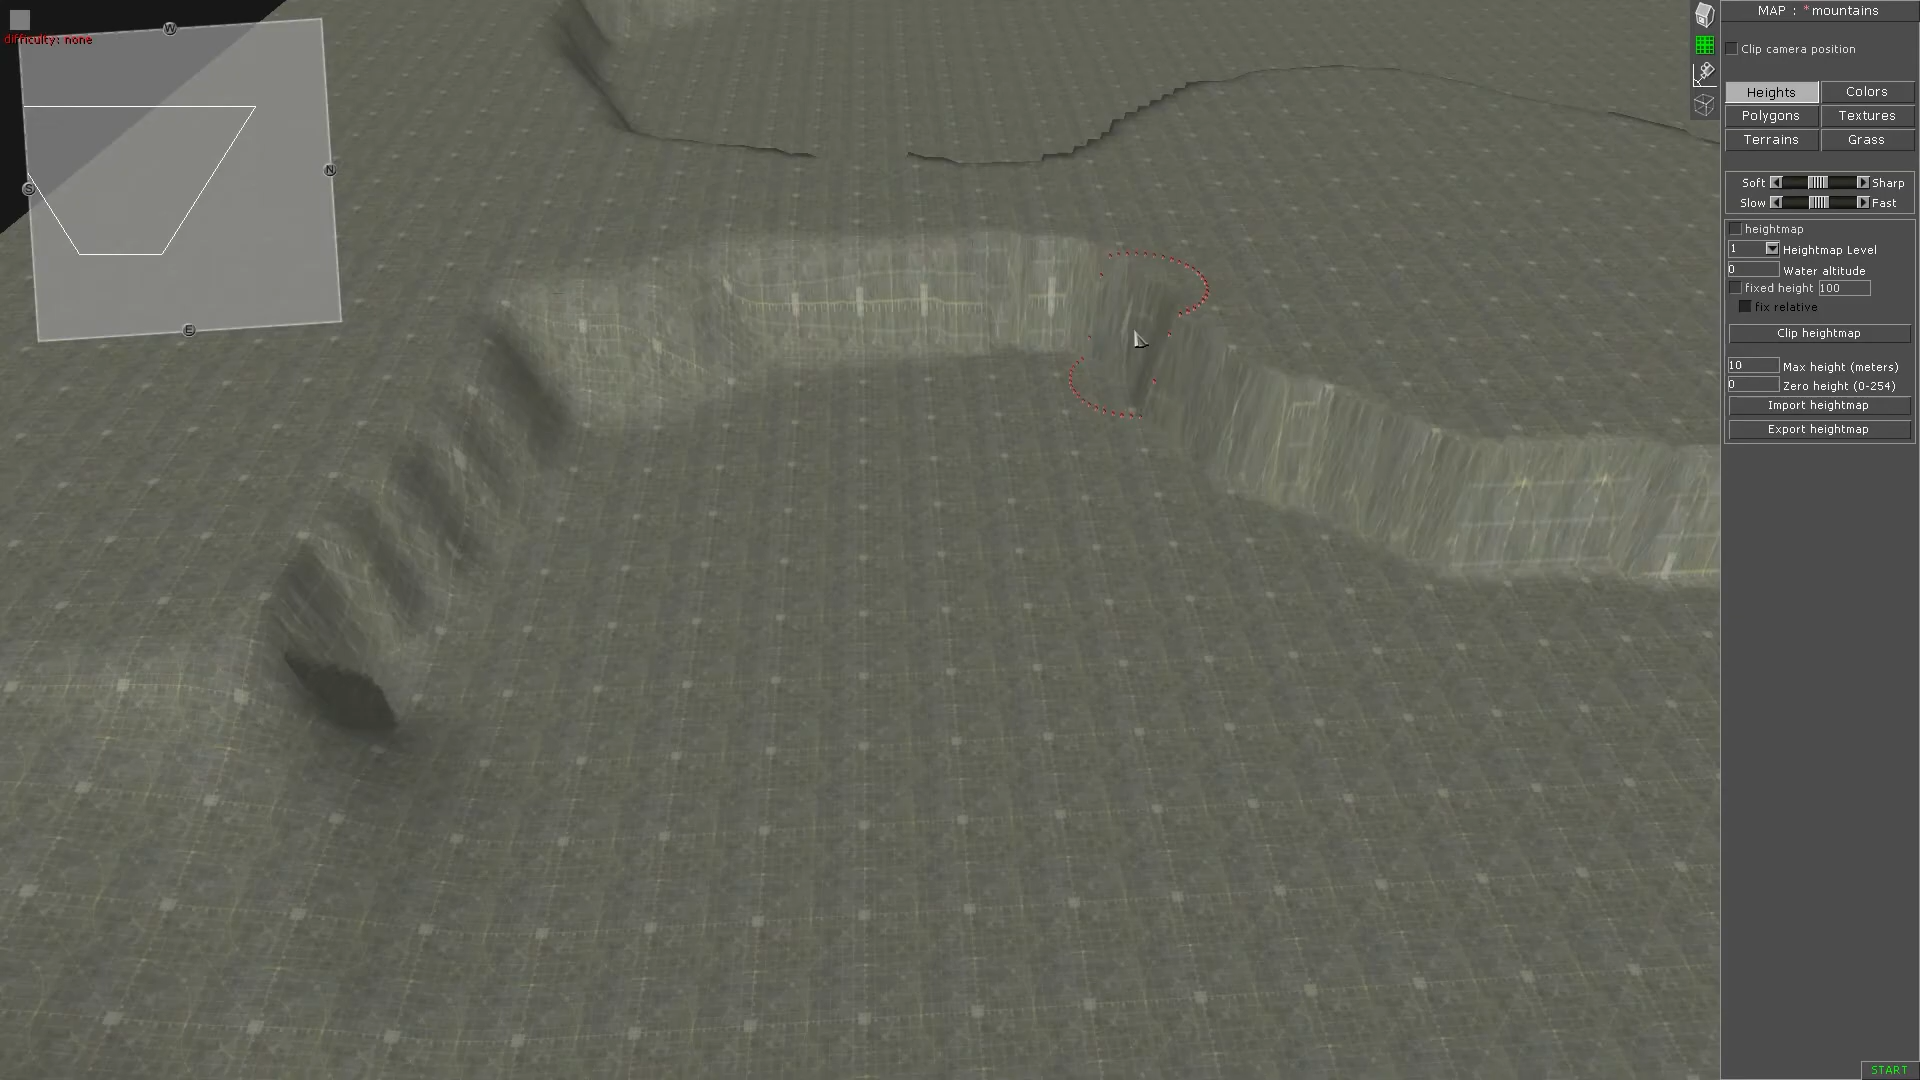 difficulty: none
W
N
S
E
MAP : *mountains
Clip camera position
Heights Colors
Polygons Textures
Terrains Grass
Soft Sharp
Slow Fast
heightmap
1 Heightmap Level
0 Water altitude
fixed height 100
fix relative
Clip heightmap
10 Max height (meters)
0 Zero height (0-254)
Import heightmap
Export heightmap
START